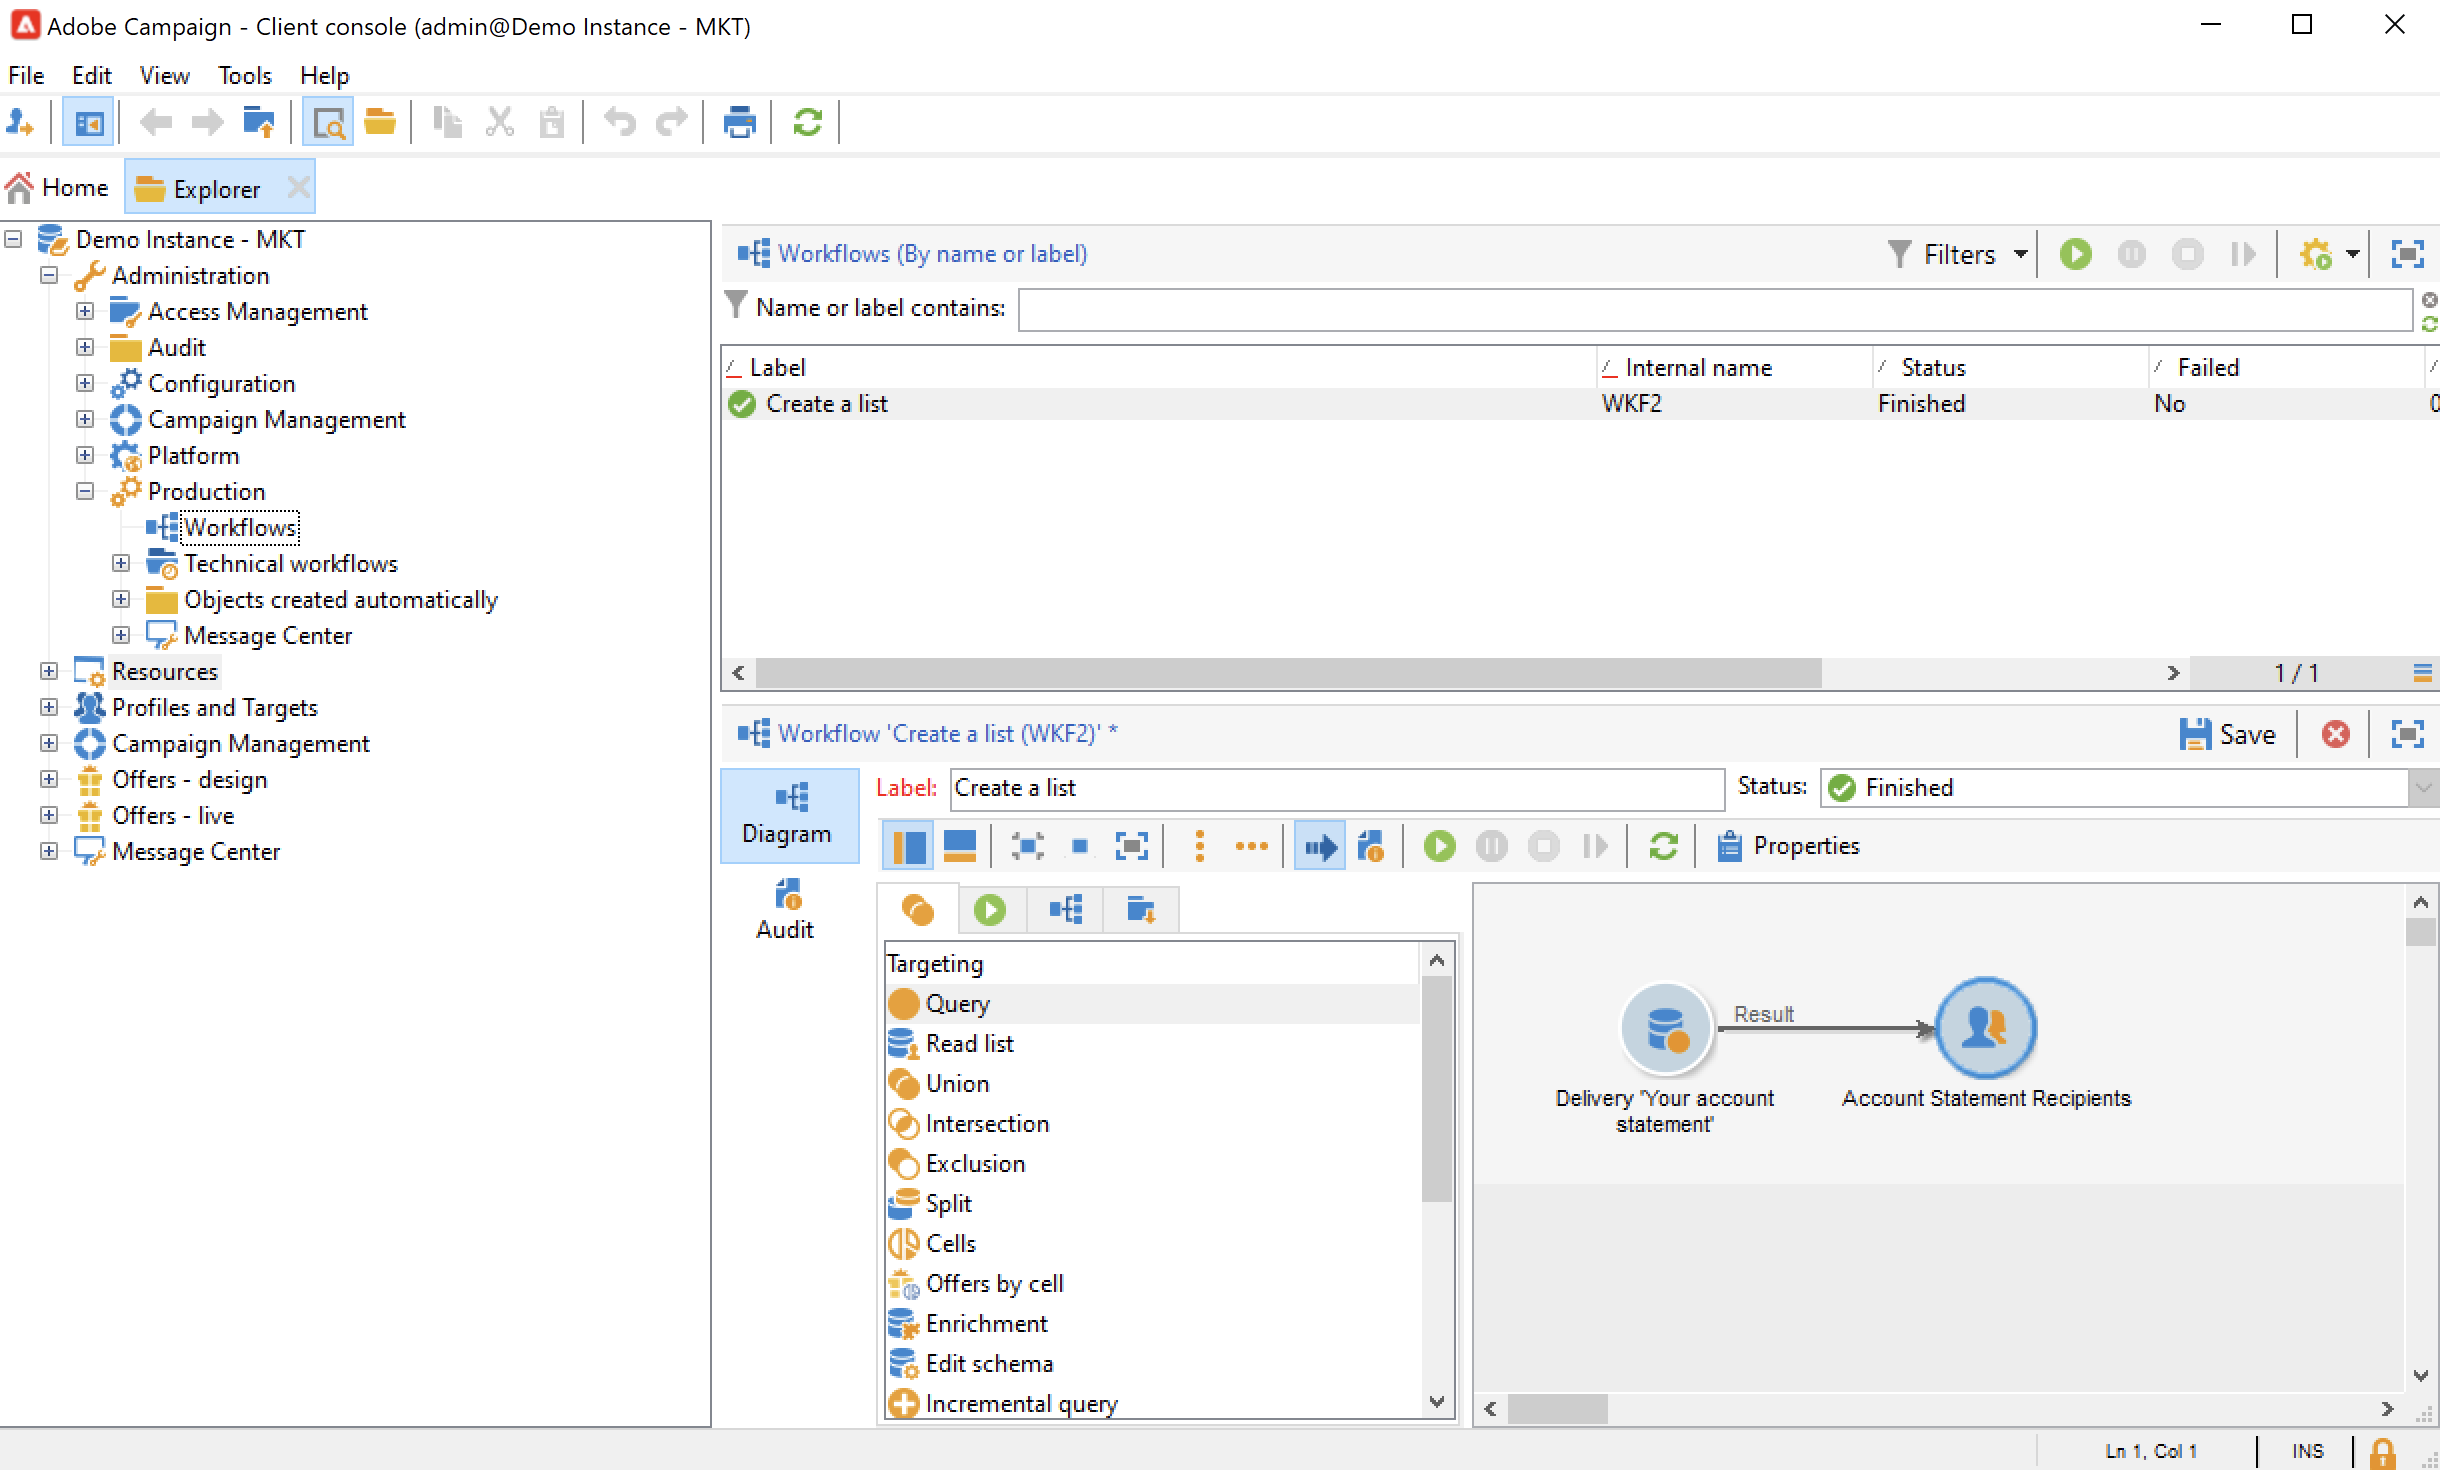 Adobe Campaign - Client console (admin@Demo Instance - MKT)
File Edit View Tools Help
Home Explorer
Demo Instance - MKT
Administration
Access Management
Audit
Configuration
Campaign Management
Platform
Production
Workflows
Technical workflows
Objects created automatically
Message Center
Resources
Profiles and Targets
Campaign Management
Offers - design
Offers - live
Message Center
Workflows (By name or label) Filters
Name or label contains:
Label Internal name Status Failed
Create a list WKF2 Finished No 0
1 / 1
Workflow 'Create a list (WKF2)' * Save
Diagram
Audit
Label: Create a list Status: Finished
Properties
Targeting
Query
Read list
Union
Intersection
Exclusion
Split
Cells
Offers by cell
Enrichment
Edit schema
Incremental query
Result
Delivery 'Your account
statement'
Account Statement Recipients
Ln 1, Col 1 INS